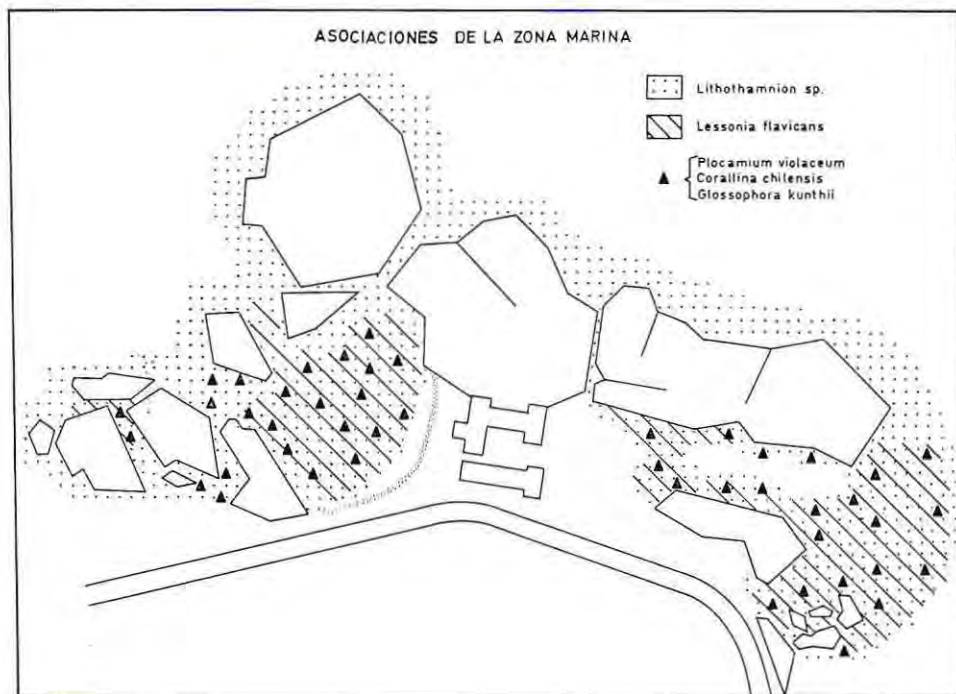 ASOCIACIONES DE LA ZONA MARINA
Lithothamnion sp.
Lessonia flavicans
Plocamium violaceum
Corallina chilensis
Glossophora kunthii